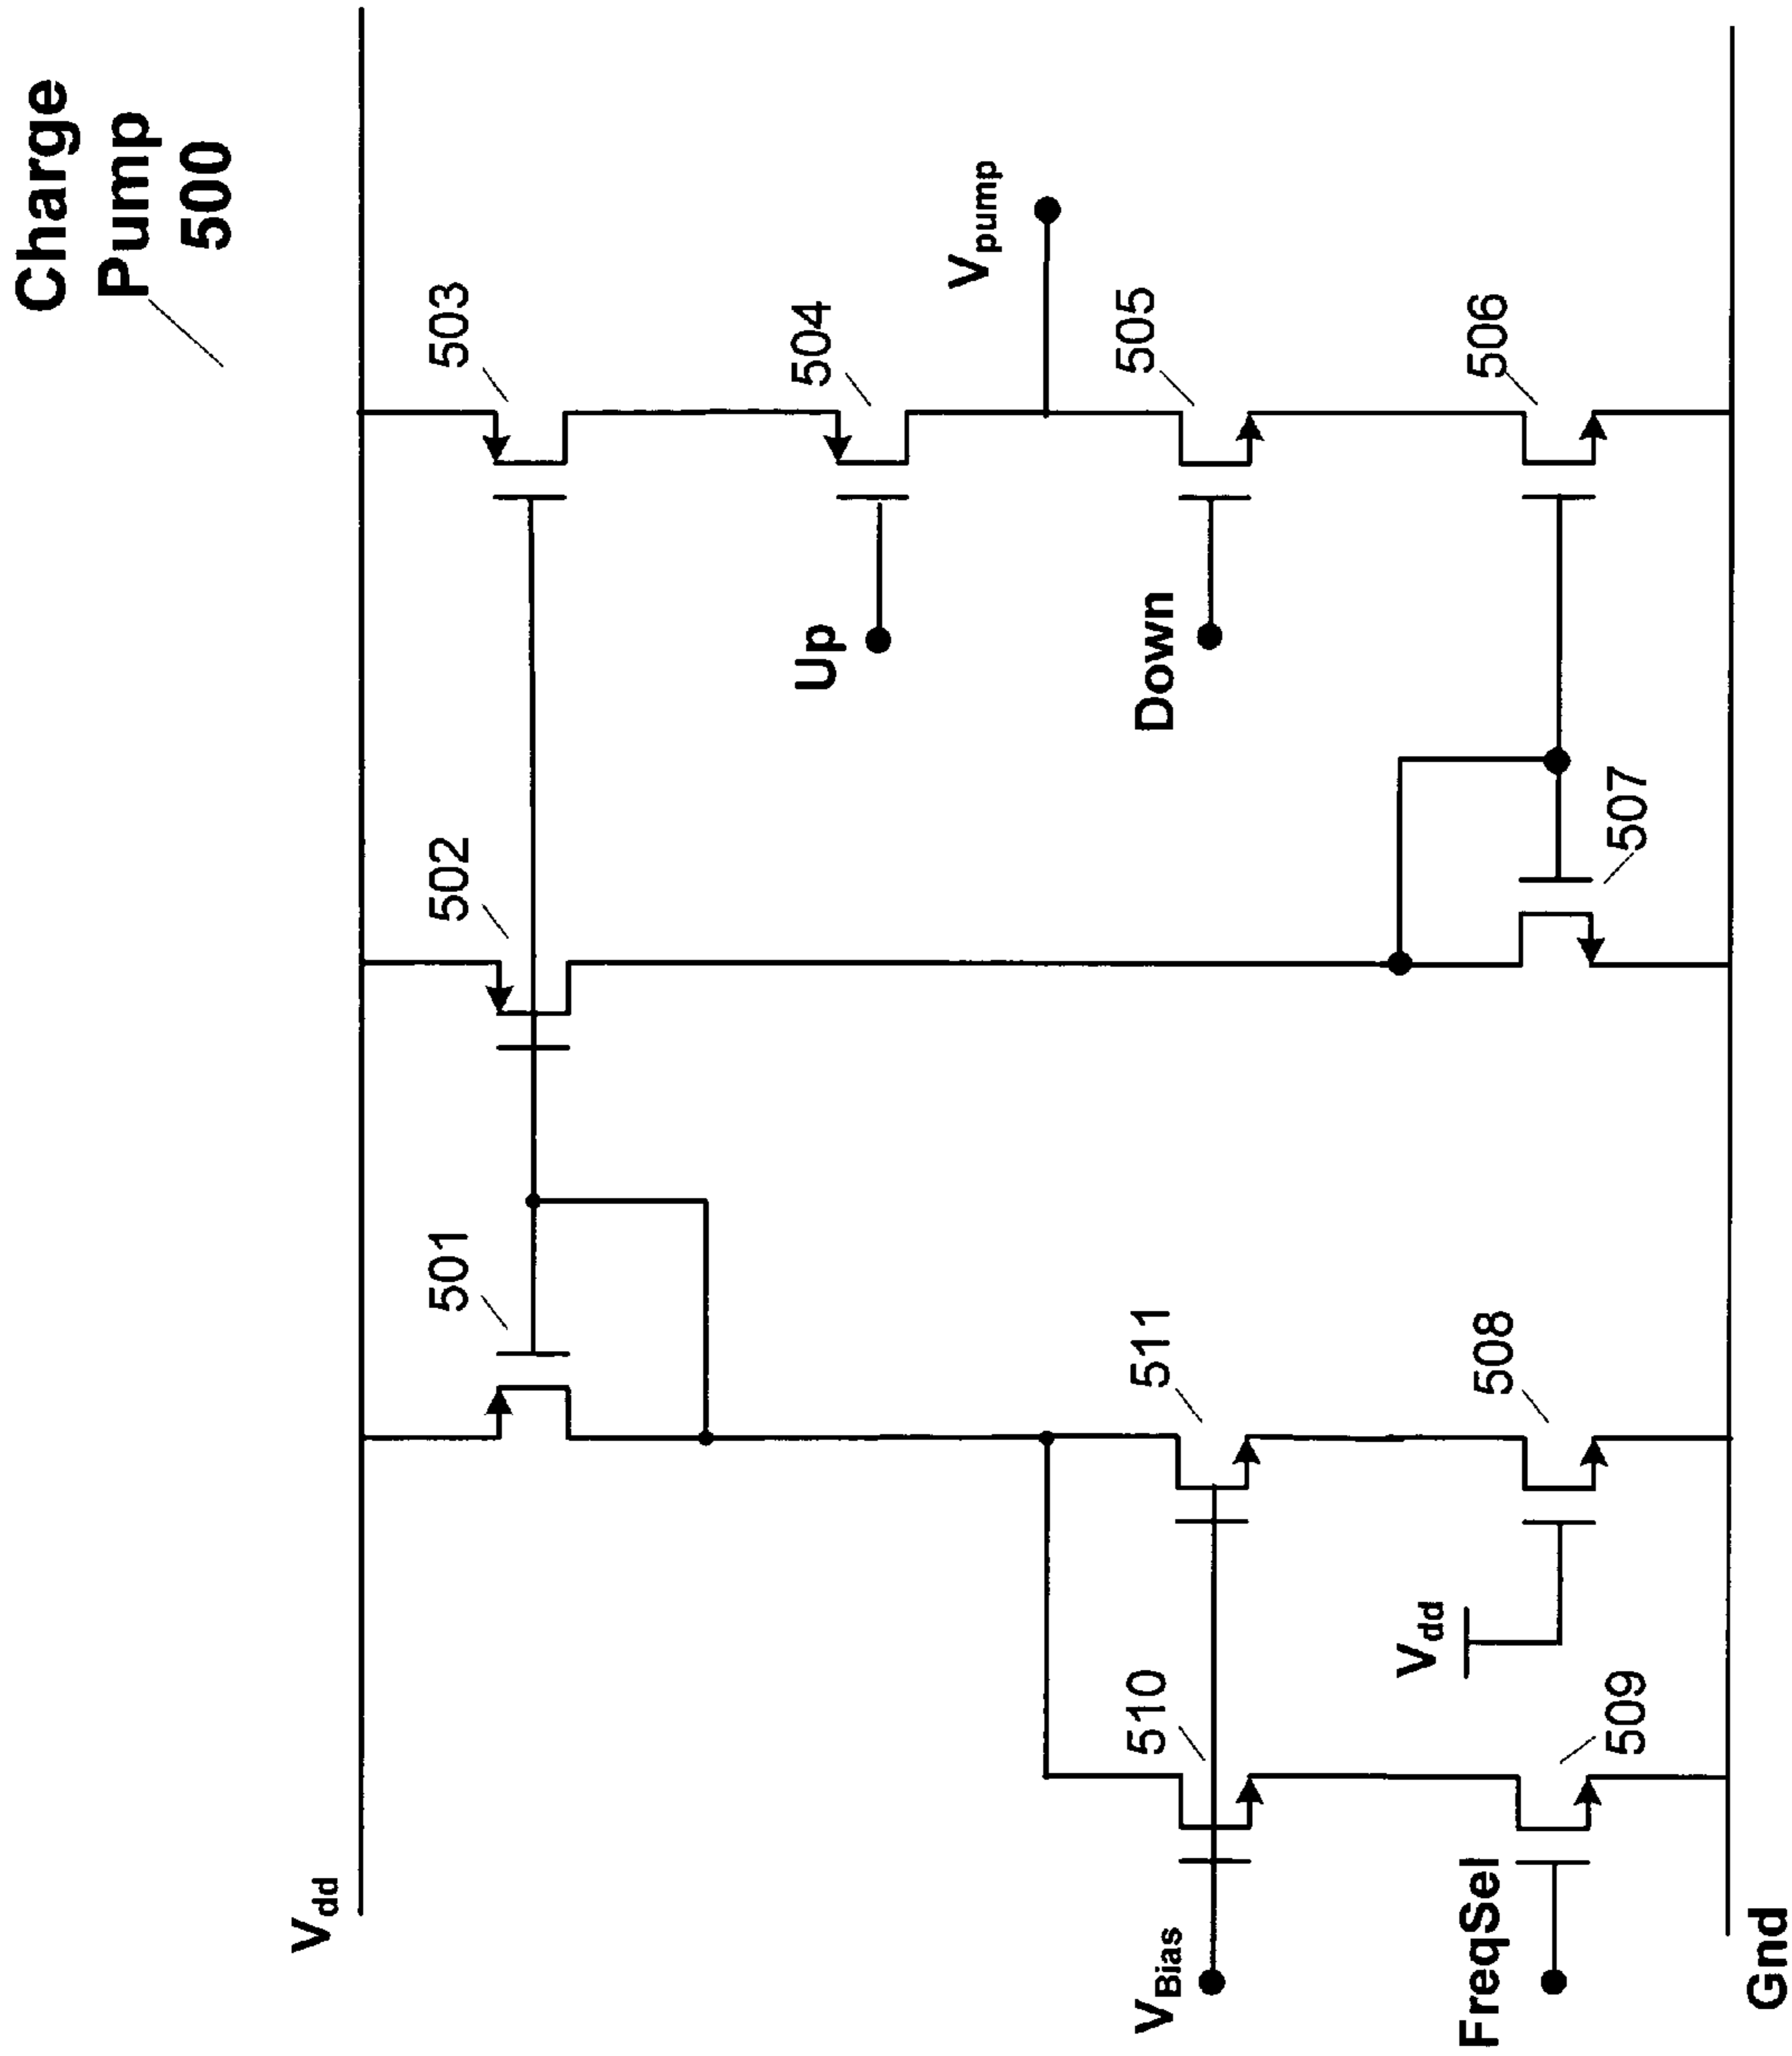 Charge
Pump
500
Vdd
501
502
503
Up
504
Vpump
VBias
510
511
Down
505
FreqSel
509
Vdd
508
507
506
Gnd